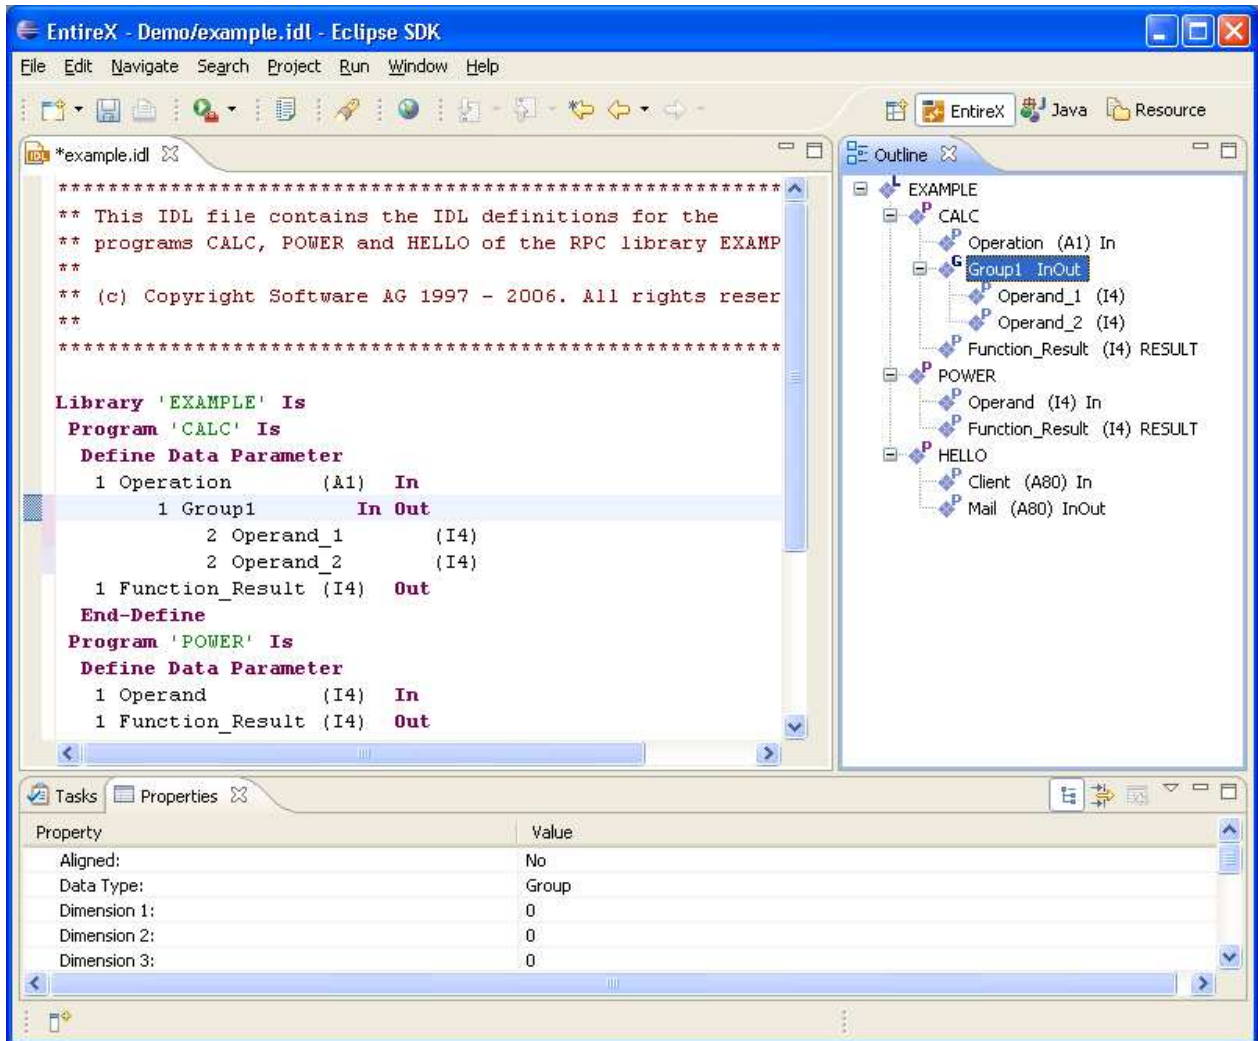 EntireX - Demo/example.idl - Eclipse SDK
File Edit Navigate Search Project Run Window Help
EntireX Java Resource
*example.idl
***********************************************************
** This IDL file contains the IDL definitions for the
** programs CALC, POWER and HELLO of the RPC library EXAMP
**
** (c) Copyright Software AG 1997 - 2006. All rights reser
**
***********************************************************
Library 'EXAMPLE' Is
Program 'CALC' Is
Define Data Parameter
1 Operation (A1) In
1 Group1 In Out
2 Operand_1 (I4)
2 Operand_2 (I4)
1 Function_Result (I4) Out
End-Define
Program 'POWER' Is
Define Data Parameter
1 Operand (I4) In
1 Function_Result (I4) Out
Outline
L EXAMPLE
P CALC
P Operation (A1) In
G Group1 InOut
P Operand_1 (I4)
P Operand_2 (I4)
P Function_Result (I4) RESULT
P POWER
P Operand (I4) In
P Function_Result (I4) RESULT
P HELLO
P Client (A80) In
P Mail (A80) InOut
Tasks Properties
Property Value
Aligned: No
Data Type: Group
Dimension 1: 0
Dimension 2: 0
Dimension 3: 0